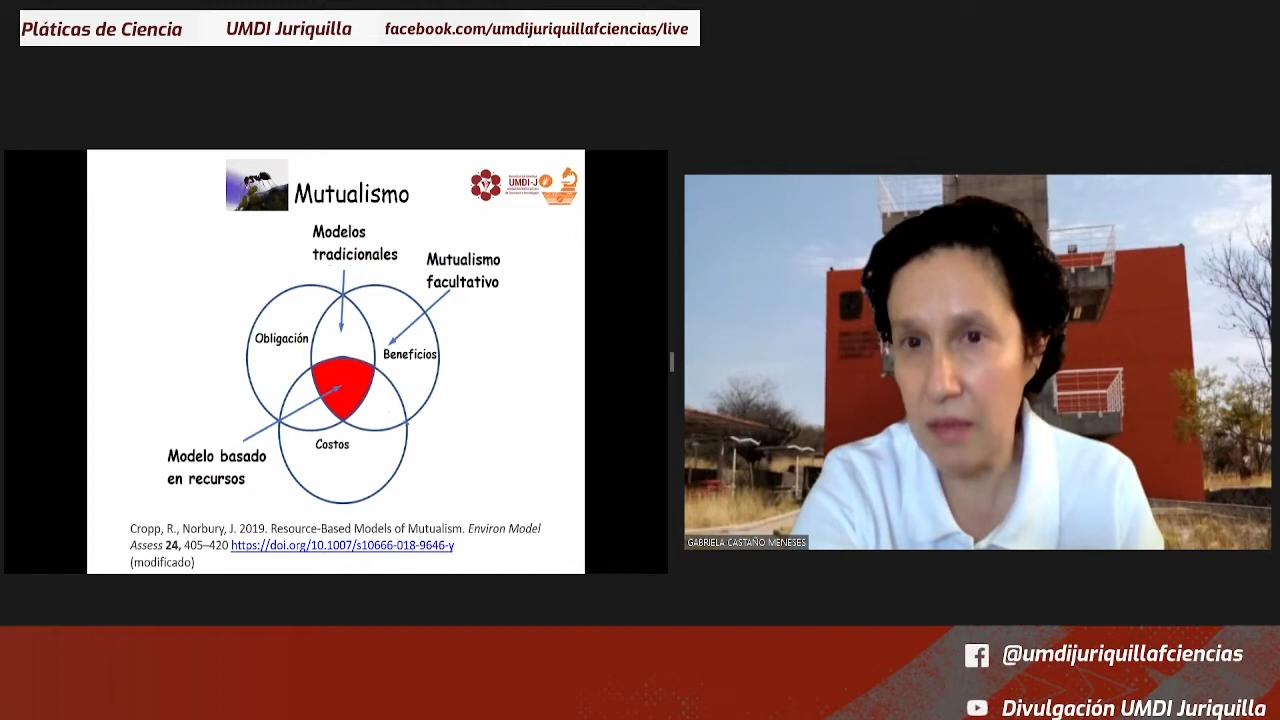 Pláticas de Ciencia UMDI Juriquilla facebook.com/umdijuriquillafciencias/live
Mutualismo
UMDI-J
Modelos
tradicionales
Mutualismo
facultativo
Obligación
Beneficios
Costos
Modelo basado
en recursos
Cropp, R., Norbury, J. 2019. Resource-Based Models of Mutualism. Environ Model
Assess 24, 405–420 https://doi.org/10.1007/s10666-018-9646-y
(modificado)
GABRIELA CASTAÑO MENESES
@umdijuriquillafciencias
Divulgación UMDI Juriquilla